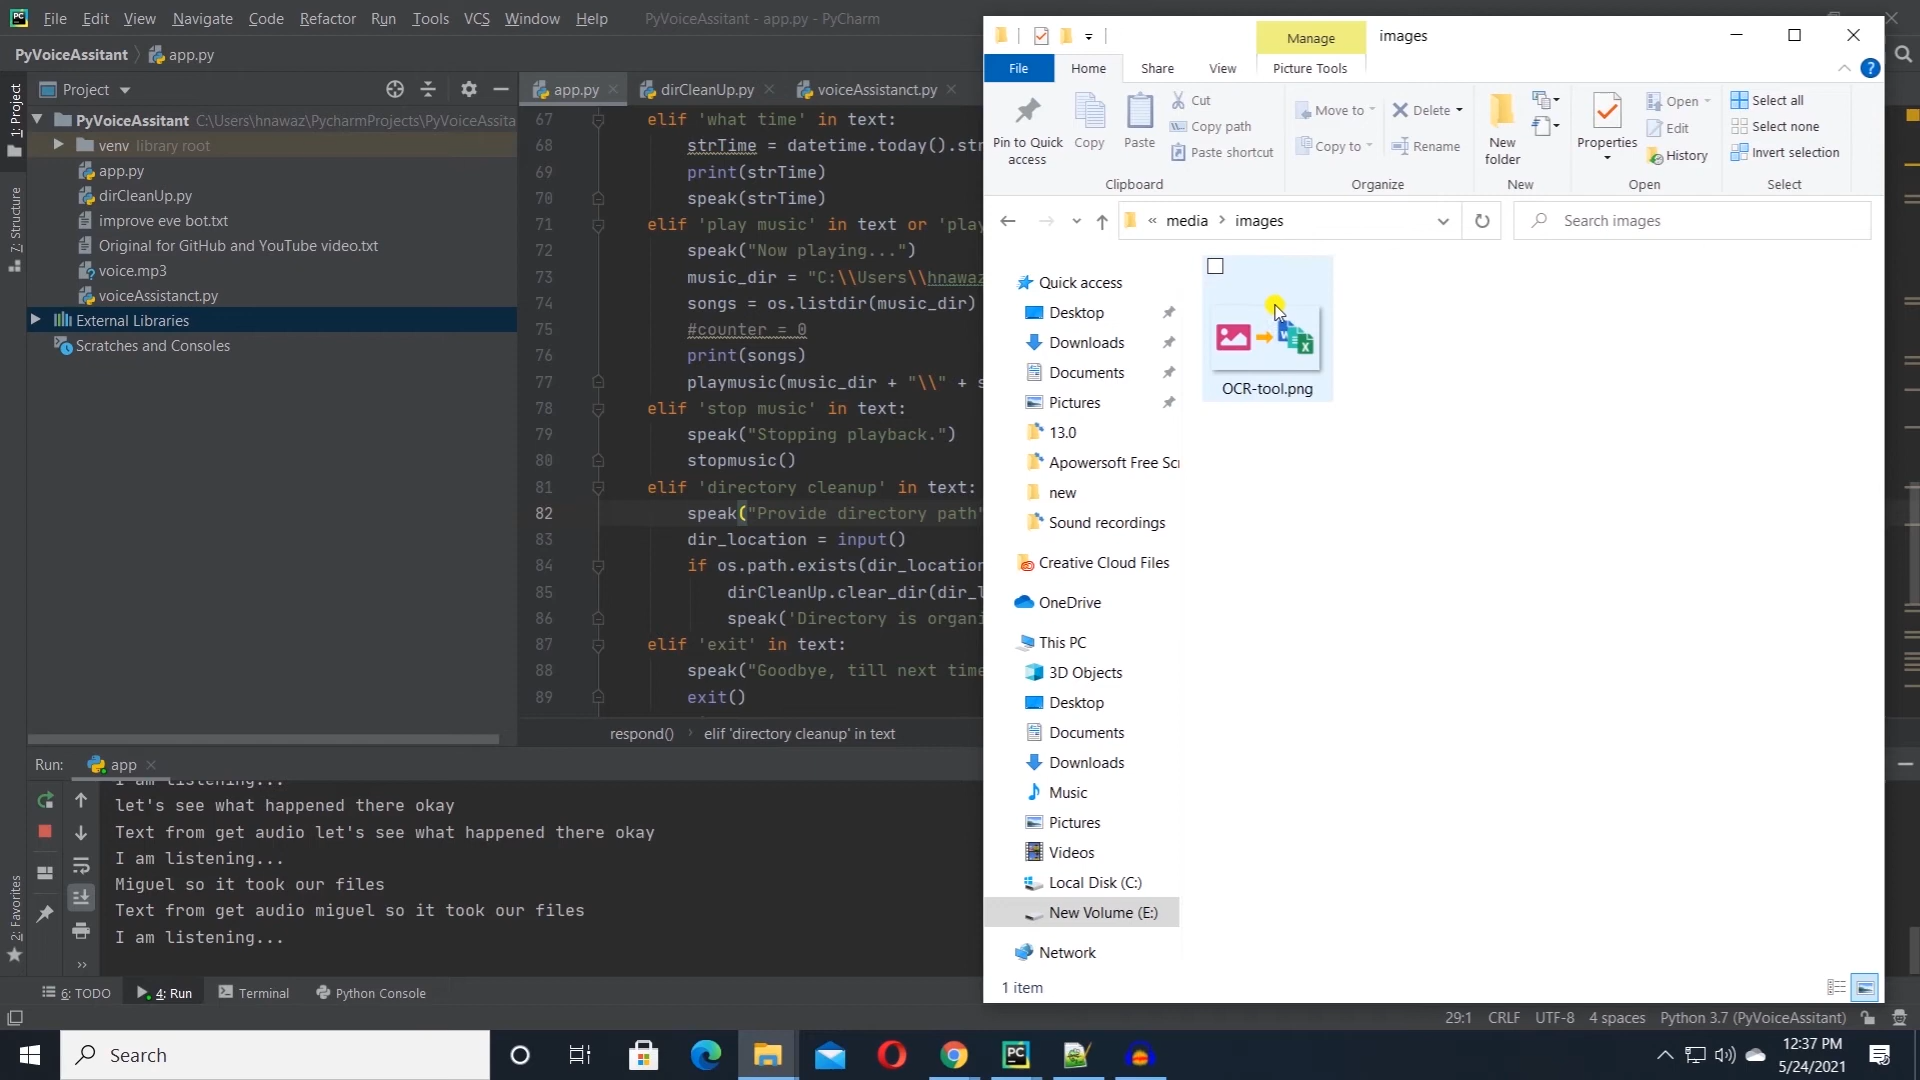 File Edit View Navigate Code Refactor Run Tools VCS Window Help PyVoiceAssitant - app.py - PyCharm
PyVoiceAssitant app.py
1: Project
7: Structure
2: Favorites
Project
PyVoiceAssitant C:\Users\hnawaz\PycharmProjects\PyVoiceAssita
venv library root
app.py
dirCleanUp.py
improve eve bot.txt
Original for GitHub and YouTube video.txt
voice.mp3
voiceAssistanct.py
External Libraries
Scratches and Consoles
app.py dirCleanUp.py voiceAssistanct.py
67 elif 'what time' in text:
68 strTime = datetime.today().str
69 print(strTime)
70 speak(strTime)
71 elif 'play music' in text or 'play
72 speak("Now playing...")
73 music_dir = "C:\\Users\\hnawaz
74 songs = os.listdir(music_dir)
75 #counter = 0
76 print(songs)
77 playmusic(music_dir + "\\" + s
78 elif 'stop music' in text:
79 speak("Stopping playback.")
80 stopmusic()
81 elif 'directory cleanup' in text:
82 speak("Provide directory path"
83 dir_location = input()
84 if os.path.exists(dir_location
85 dirCleanUp.clear_dir(dir_l
86 speak('Directory is organi
87 elif 'exit' in text:
88 speak("Goodbye, till next time
89 exit()
respond() elif 'directory cleanup' in text
Run: app
I am listening...
let's see what happened there okay
Text from get audio let's see what happened there okay
I am listening...
Miguel so it took our files
Text from get audio miguel so it took our files
I am listening...
6: TODO 4: Run Terminal Python Console
29:1 CRLF UTF-8 4 spaces Python 3.7 (PyVoiceAssitant)
Manage images
File Home Share View Picture Tools
Pin to Quick access
Copy
Paste
Cut
Copy path
Paste shortcut
Clipboard
Move to
Copy to
Delete
Rename
Organize
New folder
New
Properties
Open
Edit
History
Open
Select all
Select none
Invert selection
Select
« media images
Search images
Quick access
Desktop
Downloads
Documents
Pictures
13.0
Apowersoft Free Scr
new
Sound recordings
Creative Cloud Files
OneDrive
This PC
3D Objects
Desktop
Documents
Downloads
Music
Pictures
Videos
Local Disk (C:)
New Volume (E:)
Network
OCR-tool.png
1 item
Search
12:37 PM
5/24/2021